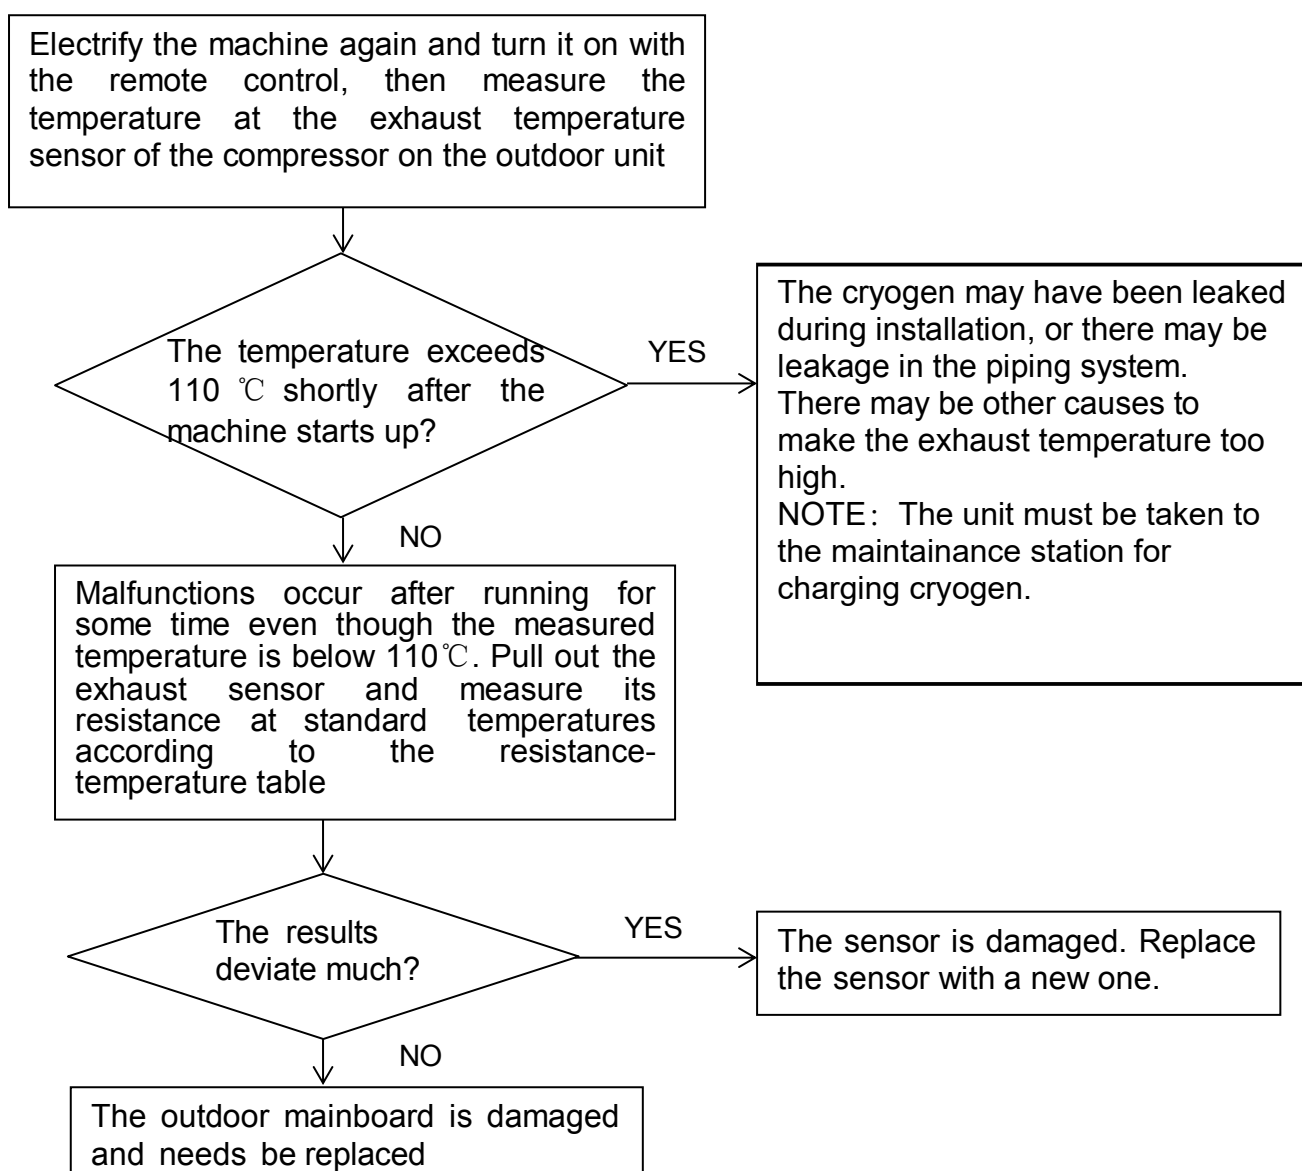 Electrify the machine again and turn it on with
the remote control, then measure the
temperature at the exhaust temperature
sensor of the compressor on the outdoor unit
The temperature exceeds
110 ℃ shortly after the
machine starts up?
YES
The cryogen may have been leaked
during installation, or there may be
leakage in the piping system.
There may be other causes to
make the exhaust temperature too
high.
NOTE: The unit must be taken to
the maintainance station for
charging cryogen.
NO
Malfunctions occur after running for
some time even though the measured
temperature is below 110℃. Pull out the
exhaust sensor and measure its
resistance at standard temperatures
according to the resistance-
temperature table
The results
deviate much?
YES
The sensor is damaged. Replace
the sensor with a new one.
NO
The outdoor mainboard is damaged
and needs be replaced